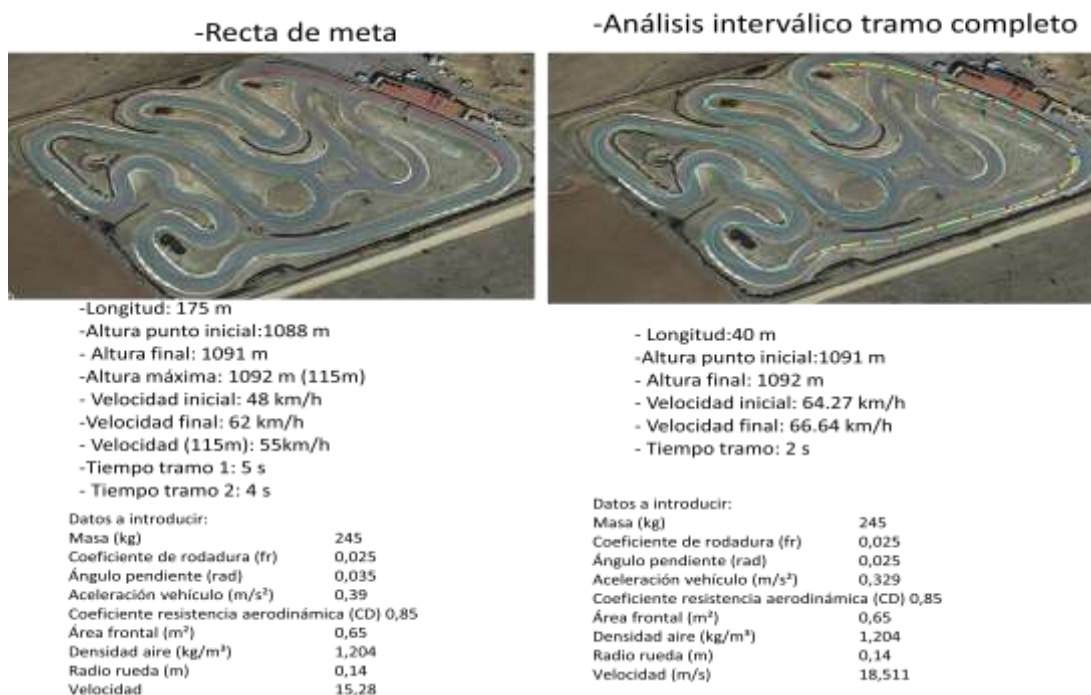 -Recta de meta
-Longitud: 175 m
-Altura punto inicial:1088 m
- Altura final: 1091 m
-Altura máxima: 1092 m (115m)
- Velocidad inicial: 48 km/h
-Velocidad final: 62 km/h
- Velocidad (115m): 55km/h
-Tiempo tramo 1: 5 s
- Tiempo tramo 2: 4 s
Datos a introducir:
Masa (kg) 245
Coeficiente de rodadura (fr) 0,025
Ángulo pendiente (rad) 0,035
Aceleración vehículo (m/s²) 0,39
Coeficiente resistencia aerodinámica (CD) 0,85
Área frontal (m²) 0,65
Densidad aire (kg/m³) 1,204
Radio rueda (m) 0,14
Velocidad 15,28
-Análisis interválico tramo completo
- Longitud:40 m
-Altura punto inicial:1091 m
- Altura final: 1092 m
- Velocidad inicial: 64.27 km/h
- Velocidad final: 66.64 km/h
- Tiempo tramo: 2 s
Datos a introducir:
Masa (kg) 245
Coeficiente de rodadura (fr) 0,025
Ángulo pendiente (rad) 0,025
Aceleración vehículo (m/s²) 0,329
Coeficiente resistencia aerodinámica (CD) 0,85
Área frontal (m²) 0,65
Densidad aire (kg/m³) 1,204
Radio rueda (m) 0,14
Velocidad (m/s) 18,511